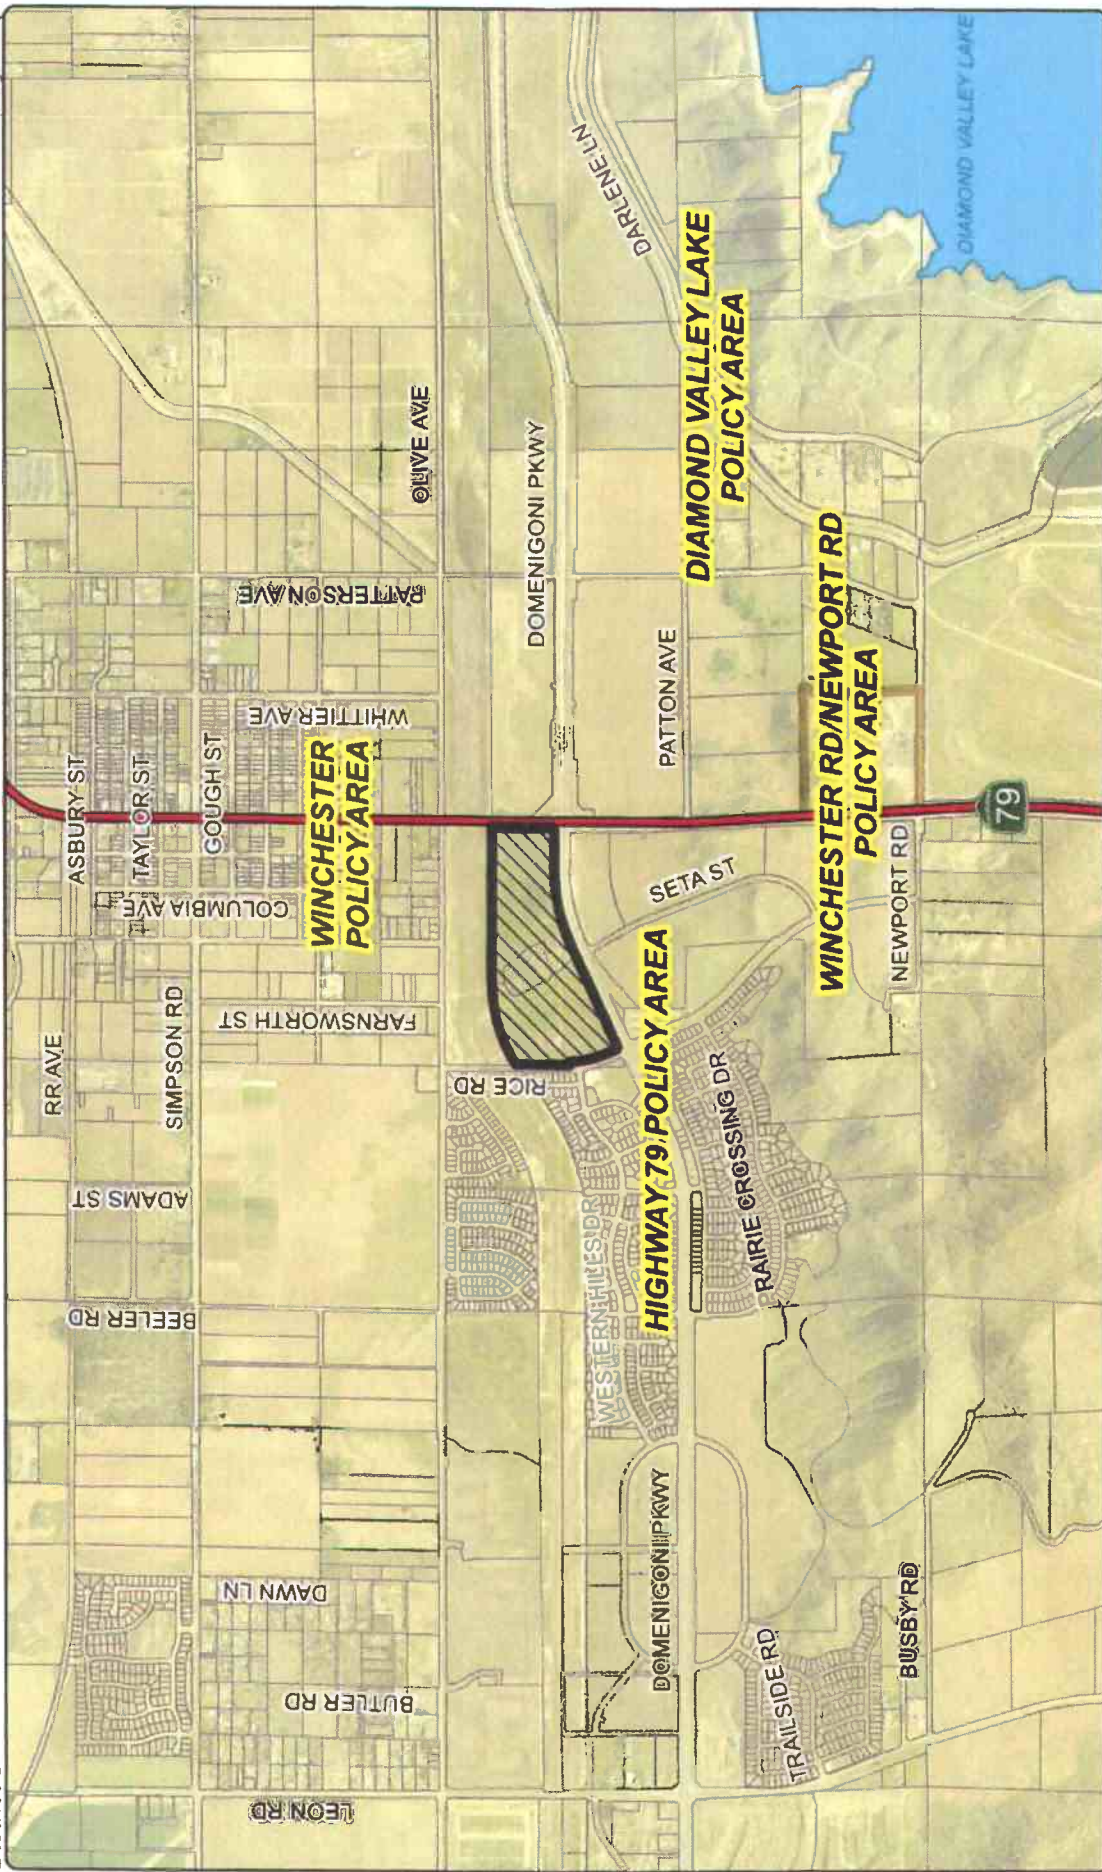 RR AVE
ASBURY ST
TAYLOR ST
ADAMS ST
COLUMBIA AVE
SIMPSON RD
GOUGH ST
BEELER RD
DAWN LN
FARNSWORTH ST
WHITTIER AVE
PATTERSON AVE
BUTLER RD
WINCHESTER
POLICY AREA
LEON RD
OLIVE AVE
RICE RD
DOMENIGONI PKWY
DARLENE LN
WESTERN HILLS DR
HIGHWAY 79 POLICY AREA
SETA ST
PATTON AVE
DIAMOND VALLEY LAKE
POLICY AREA
DOMENIGONI PKWY
RAIRIE CROSSING DR
TRAILSIDE RD
WINCHESTER RD/NEWPORT RD
POLICY AREA
NEWPORT RD
BUSBY RD
79
DIAMOND VALLEY LAKE